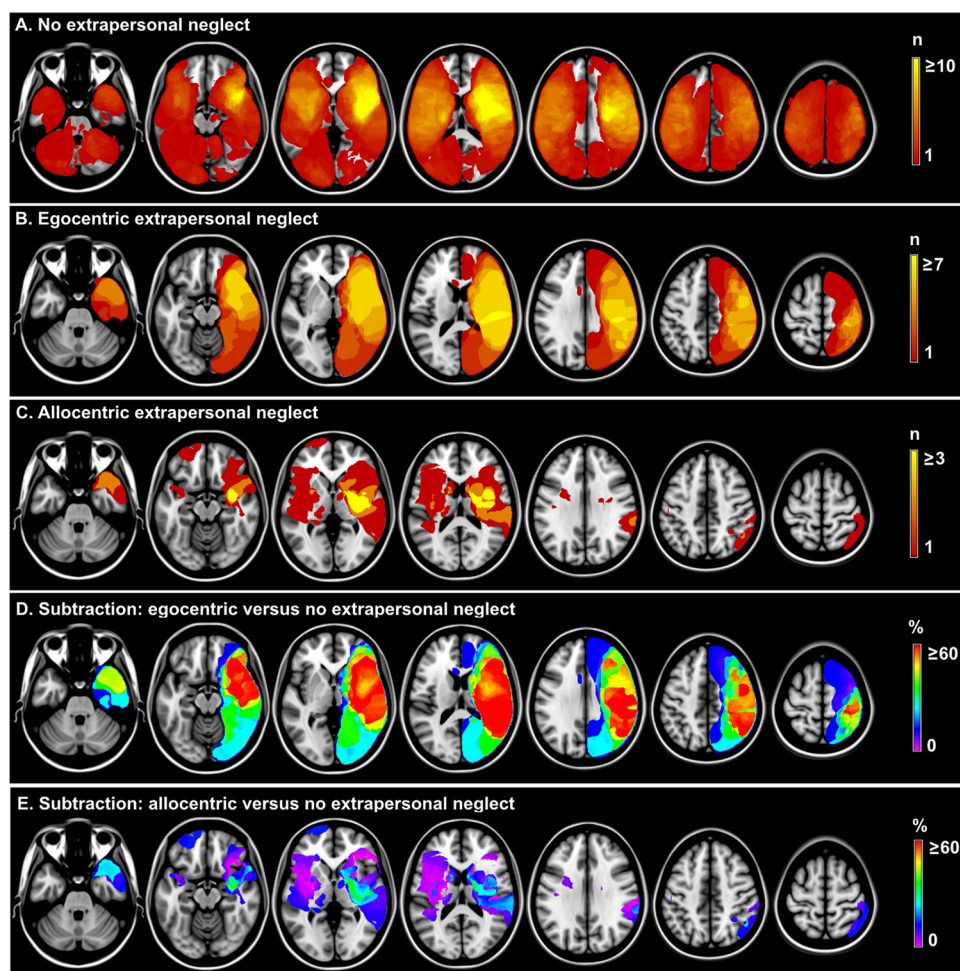 A. No extrapersonal neglect
n
≥10
1
B. Egocentric extrapersonal neglect
n
≥7
1
C. Allocentric extrapersonal neglect
n
≥3
1
D. Subtraction: egocentric versus no extrapersonal neglect
%
≥60
0
E. Subtraction: allocentric versus no extrapersonal neglect
%
≥60
0